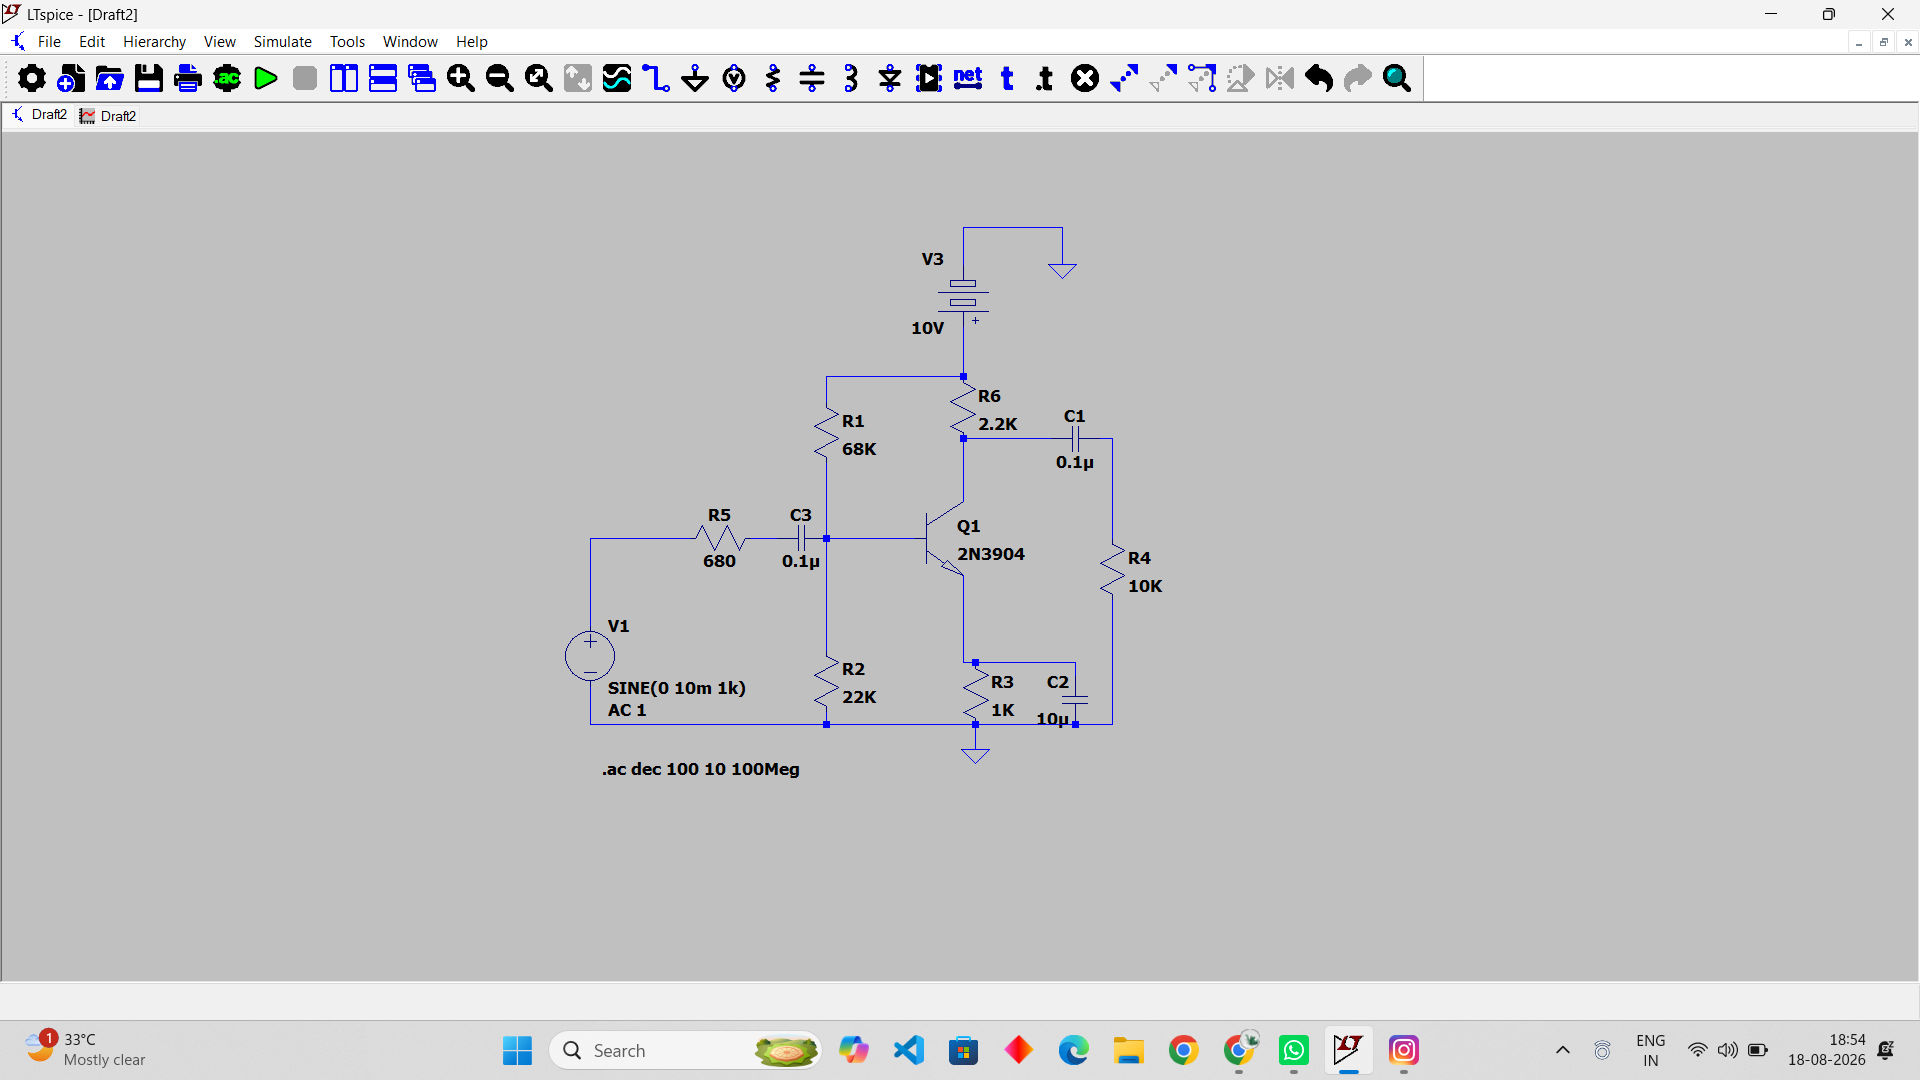 LTspice - [Draft2]
File Edit Hierarchy View Simulate Tools Window Help
.ac net t .t
Draft2 Draft2
V3
10V
+
R6
2.2K
R1
68K
C1
0.1µ
R5
680
C3
0.1µ
Q1
2N3904
R4
10K
V1
SINE(0 10m 1k)
AC 1
R2
22K
R3
1K
C2
10µ
.ac dec 100 10 100Meg
1
33°C
Mostly clear
Search
ENG
IN
18:54
18-08-2026